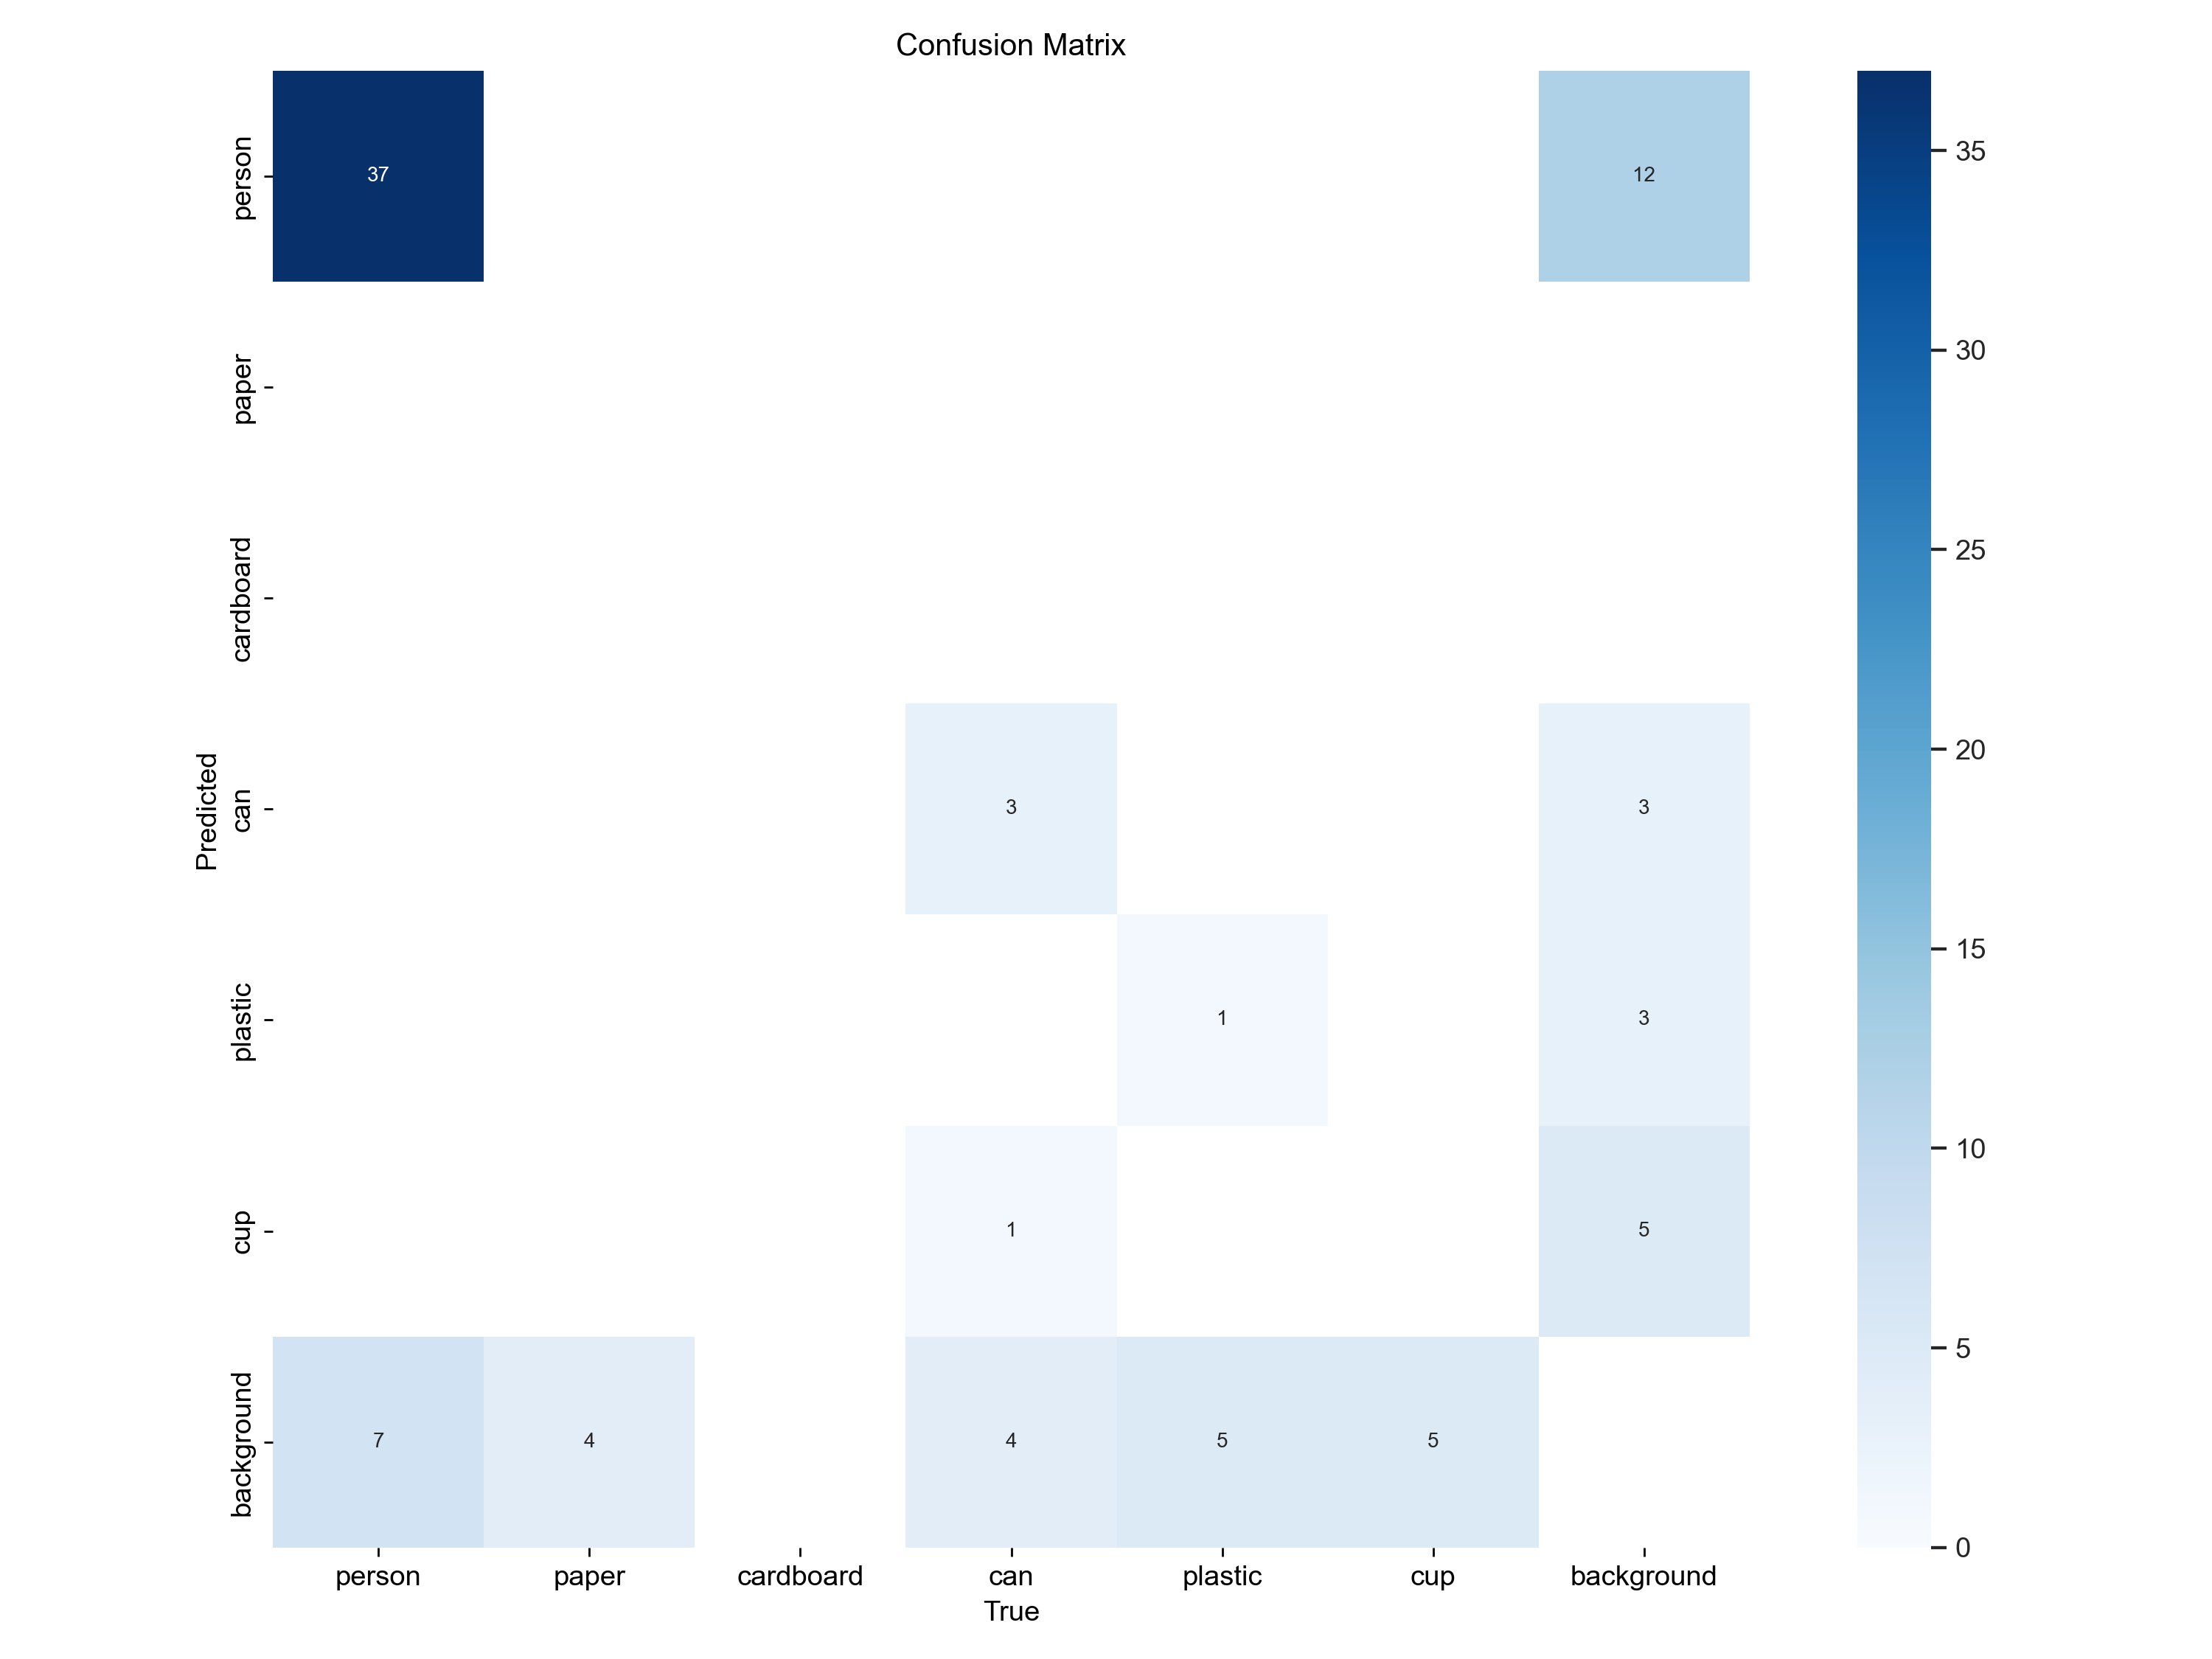 Confusion Matrix
person
37
12
35
30
paper
cardboard
25
20
Predicted
can
3
3
15
plastic
1
3
10
cup
1
5
5
background
7
4
4
5
5
0
person
paper
cardboard
can
plastic
cup
background
True